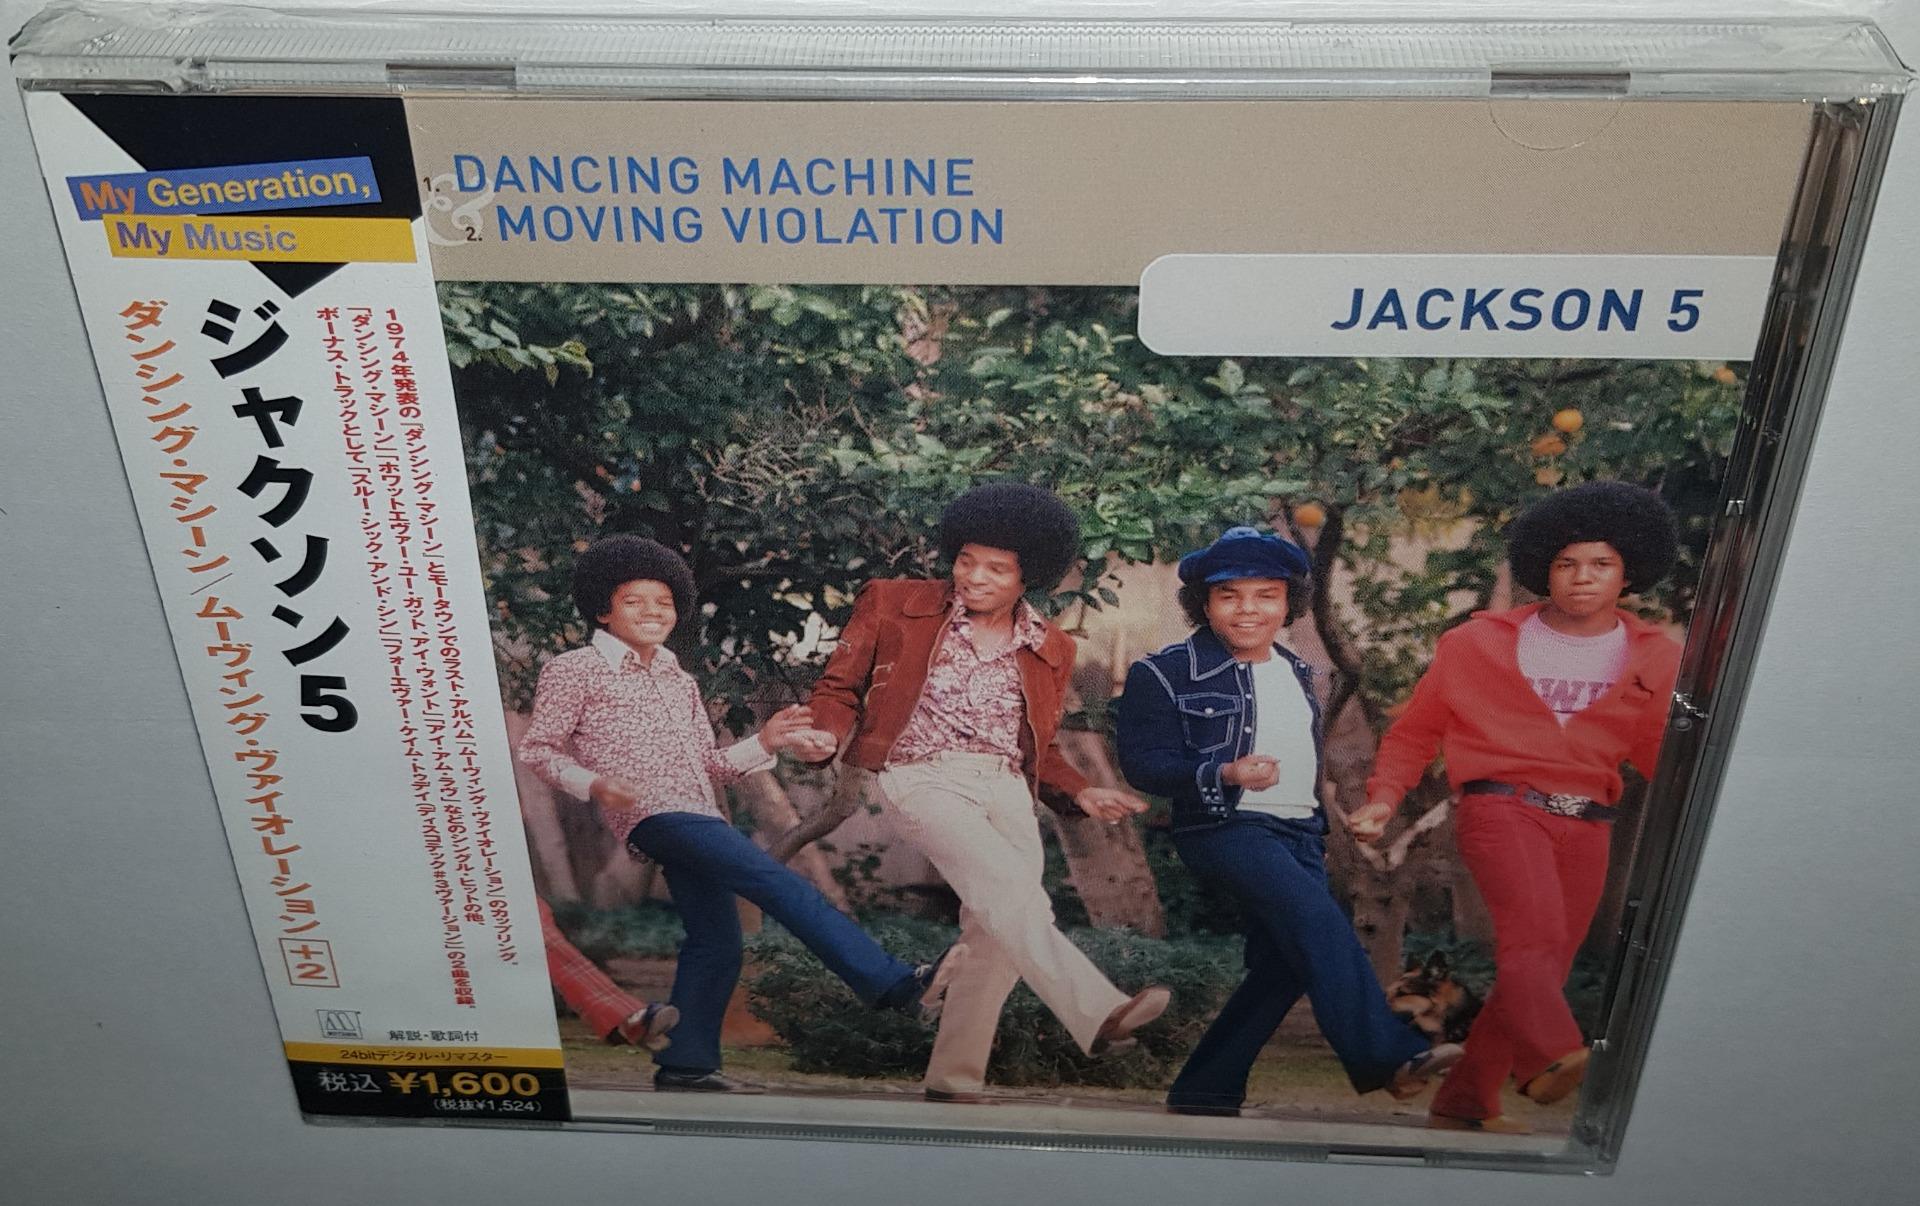 My Generation,
My Music
ジャクソン5
ダンシング・マシーン/ムーヴィング・ヴァイオレーション+2
1974年発表の「ダンシング・マシーン」とモータウンでのラスト・アルバム「ムーヴィング・ヴァイオレーション」のカップリング。
「ダンシング・マシーン」「ホワットエヴァー・ユー・ガット、アイ・ウォント」「アイ・アム・ラヴ」などのシングル・ヒットの他、
ボーナス・トラックとして「スルー・シック・アンド・シン」「フォーエヴァー・ケイム・トゥデイ(ディスコテック#3ヴァージョン)」の2曲を収録。
解説・歌詞付
24bitデジタル・リマスター
税込 ¥1,600
(税抜¥1,524)
1. DANCING MACHINE
& 2. MOVING VIOLATION
JACKSON 5